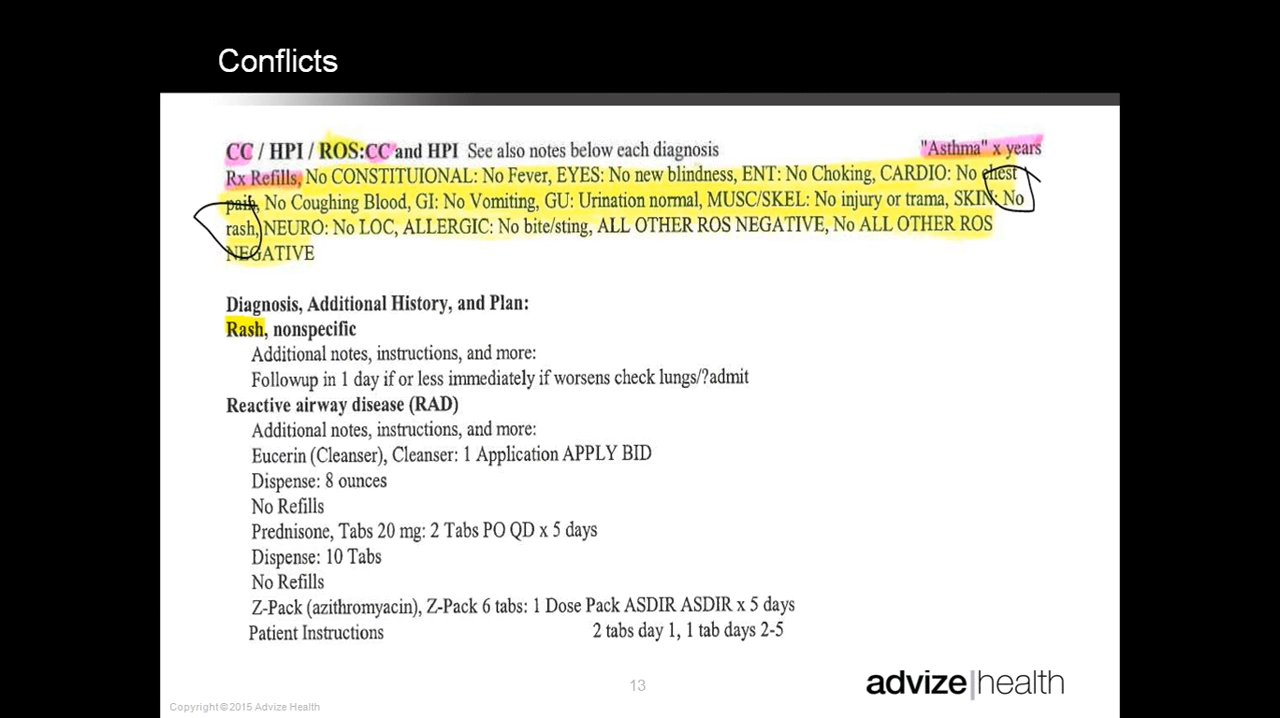 Conflicts
CC / HPI / ROS:CC and HPI See also notes below each diagnosis "Asthma" x years
Rx Refills, No CONSTITUIONAL: No Fever, EYES: No new blindness, ENT: No Choking, CARDIO: No chest
pain, No Coughing Blood, GI: No Vomiting, GU: Urination normal, MUSC/SKEL: No injury or trama, SKIN: No
rash, NEURO: No LOC, ALLERGIC: No bite/sting, ALL OTHER ROS NEGATIVE, No ALL OTHER ROS
NEGATIVE
Diagnosis, Additional History, and Plan:
Rash, nonspecific
Additional notes, instructions, and more:
Followup in 1 day if or less immediately if worsens check lungs/?admit
Reactive airway disease (RAD)
Additional notes, instructions, and more:
Eucerin (Cleanser), Cleanser: 1 Application APPLY BID
Dispense: 8 ounces
No Refills
Prednisone, Tabs 20 mg: 2 Tabs PO QD x 5 days
Dispense: 10 Tabs
No Refills
Z-Pack (azithromyacin), Z-Pack 6 tabs: 1 Dose Pack ASDIR ASDIR x 5 days
Patient Instructions 2 tabs day 1, 1 tab days 2-5
13
advize|health
Copyright©2015 Advize Health